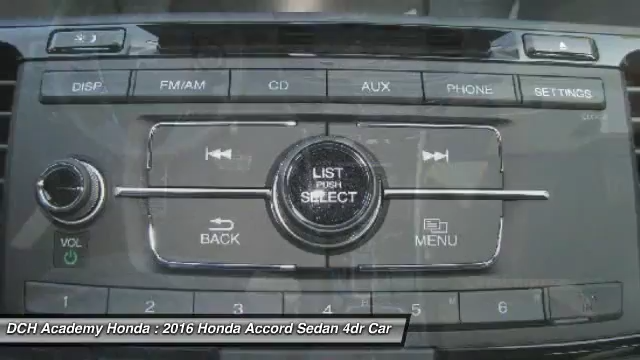 DISP FM/AM CD AUX PHONE SETTINGS
LIST
PUSH
SELECT
VOL
BACK MENU
1 2 3 4 5 6
DCH Academy Honda : 2016 Honda Accord Sedan 4dr Car